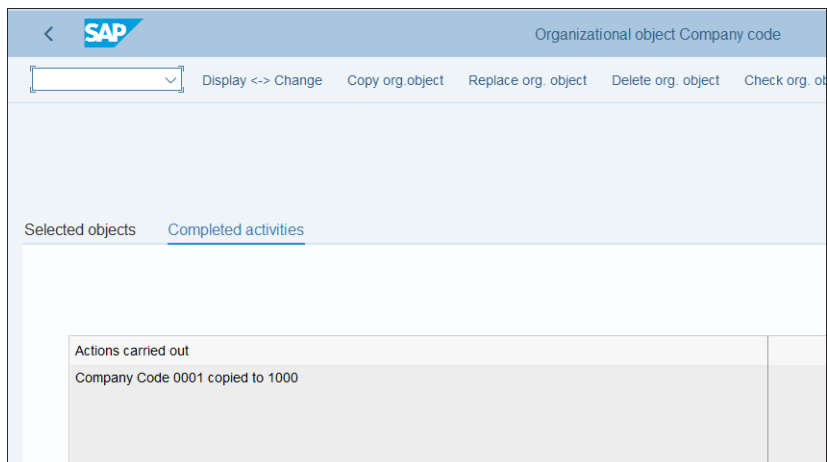 SAP
Organizational object Company code
Display <-> Change Copy org.object Replace org. object Delete org. object Check org.
Selected objects Completed activities
Actions carried out
Company Code 0001 copied to 1000